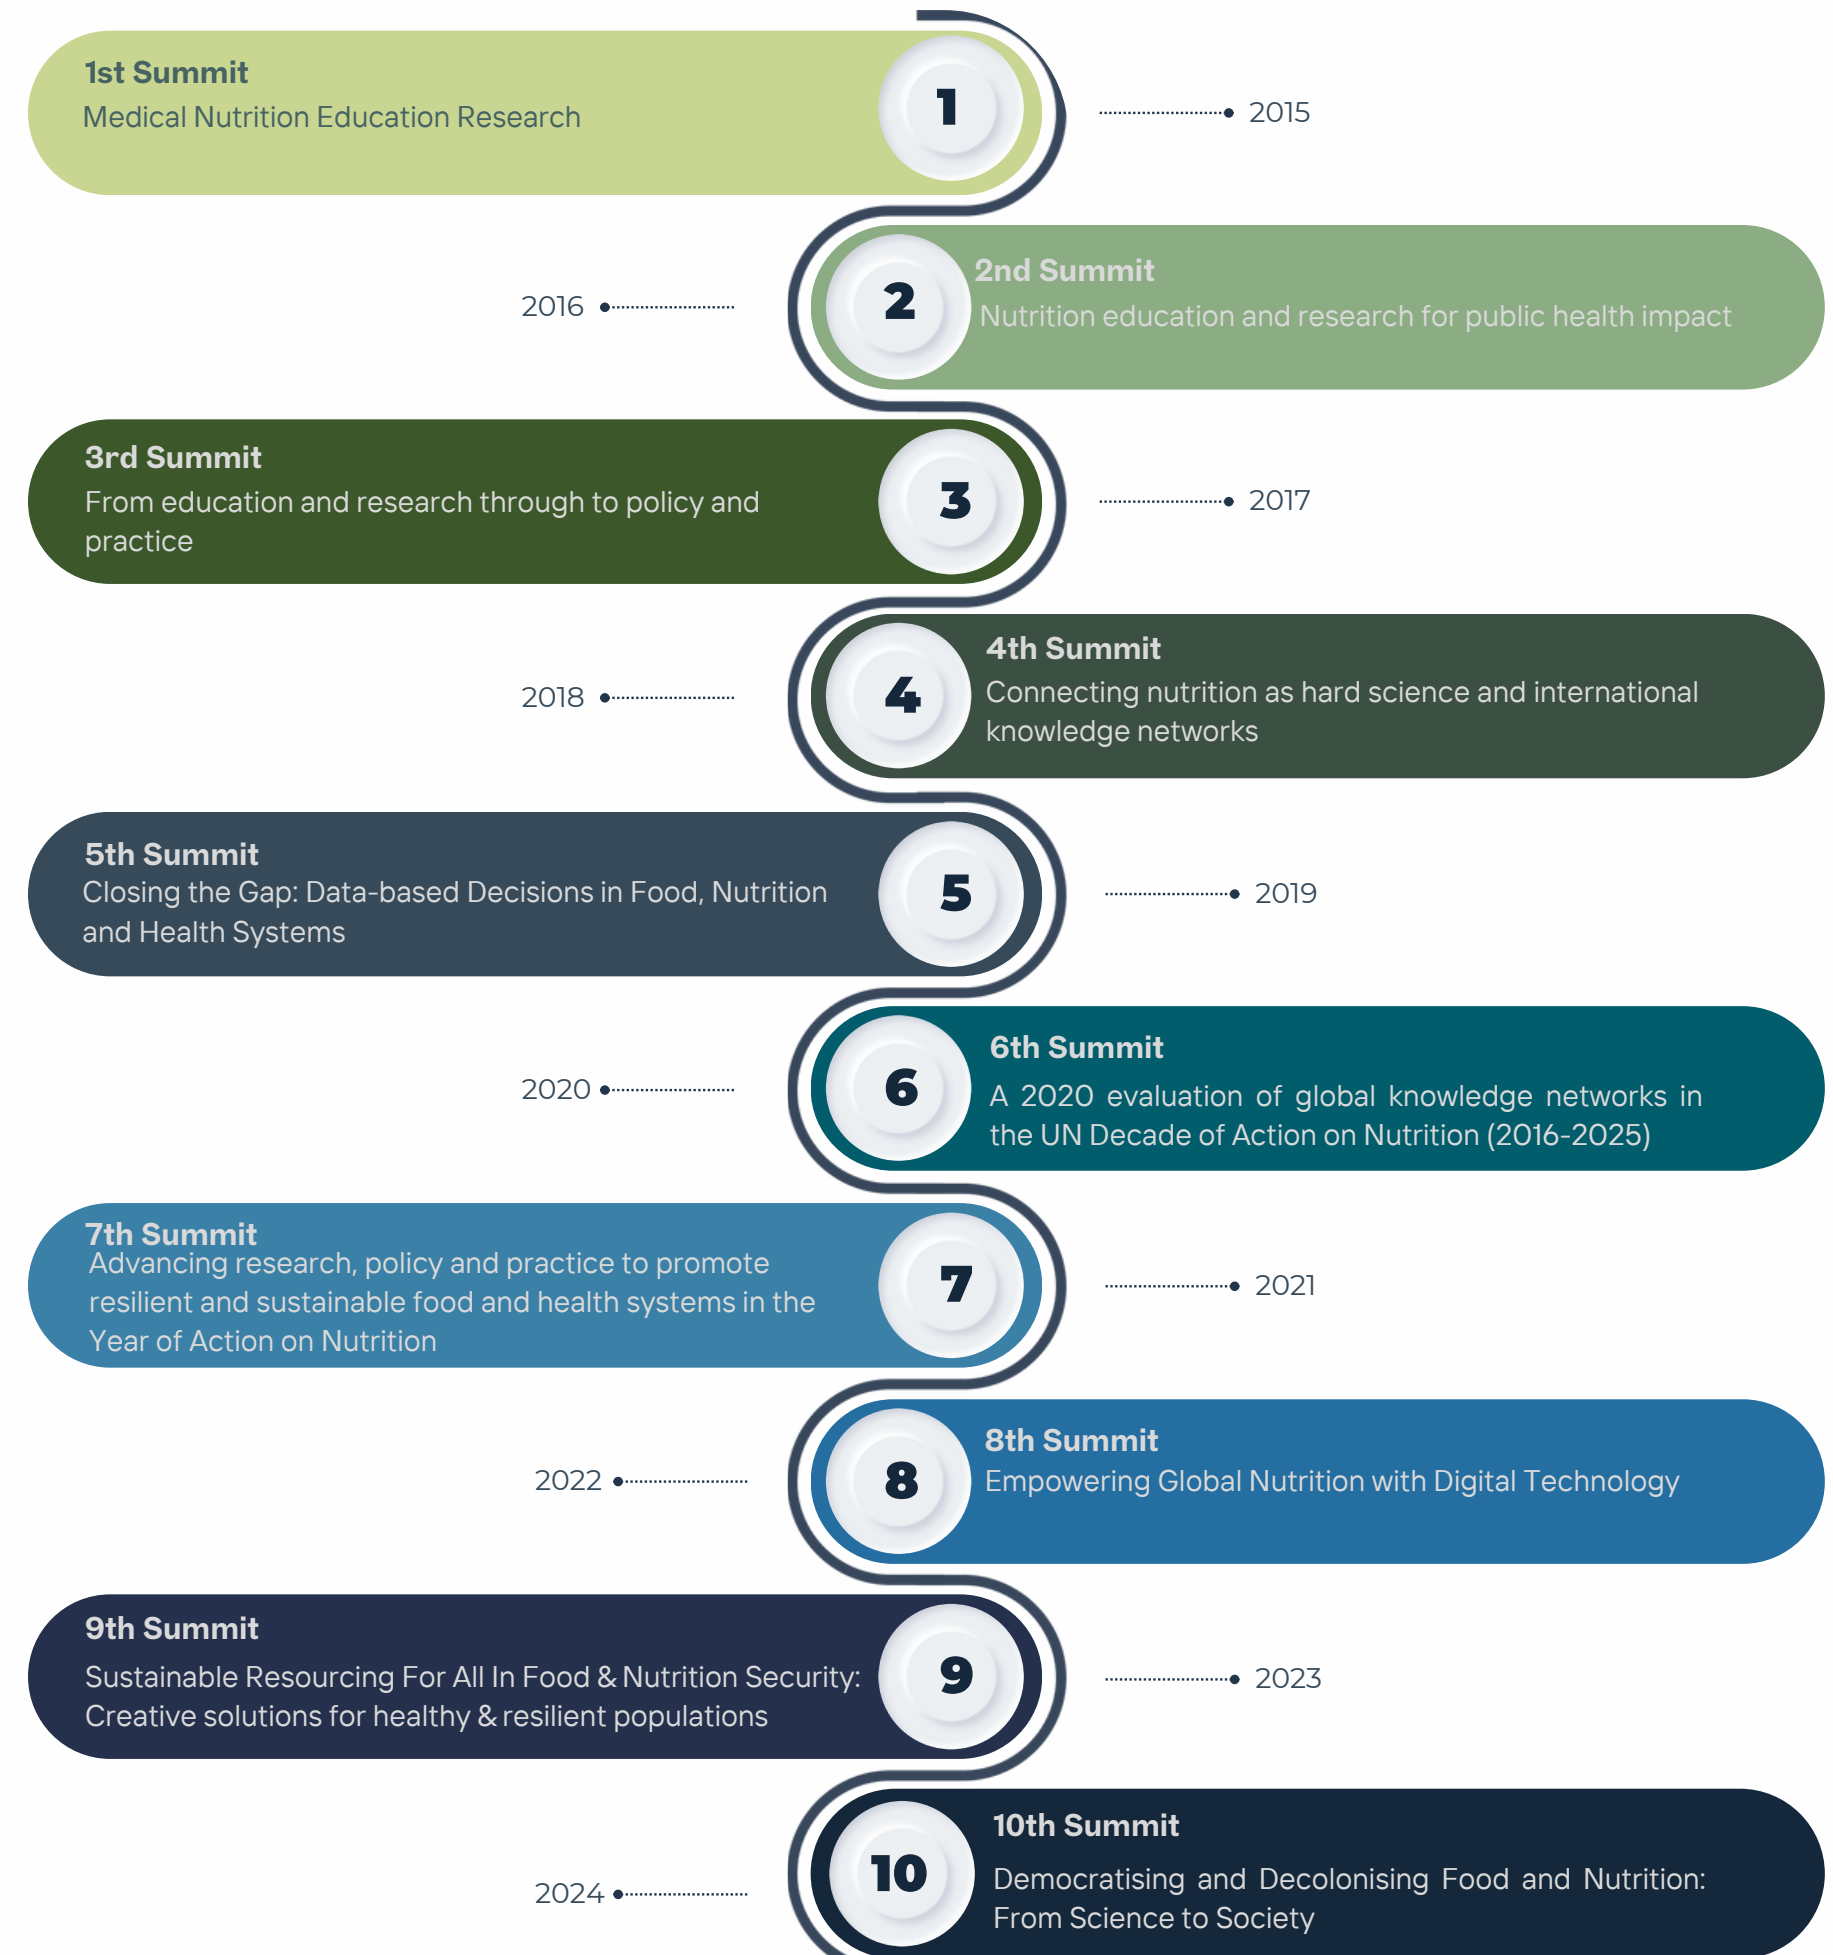 1st Summit
Medical Nutrition Education Research
1
2015
2016
2
2nd Summit
Nutrition education and research for public health impact
3rd Summit
From education and research through to policy and
practice
3
2017
2018
4
4th Summit
Connecting nutrition as hard science and international
knowledge networks
5th Summit
Closing the Gap: Data-based Decisions in Food, Nutrition
and Health Systems
5
2019
2020
6
6th Summit
A 2020 evaluation of global knowledge networks in
the UN Decade of Action on Nutrition (2016-2025)
7th Summit
Advancing research, policy and practice to promote
resilient and sustainable food and health systems in the
Year of Action on Nutrition
7
2021
2022
8
8th Summit
Empowering Global Nutrition with Digital Technology
9th Summit
Sustainable Resourcing For All In Food & Nutrition Security:
Creative solutions for healthy & resilient populations
9
2023
2024
10
10th Summit
Democratising and Decolonising Food and Nutrition:
From Science to Society